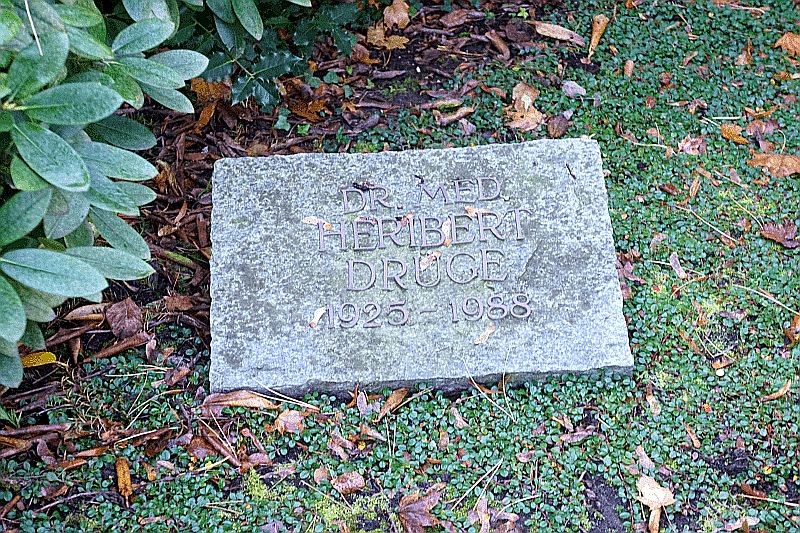 DR. MED.
HERIBERT
DRÜGE
1925 - 1988